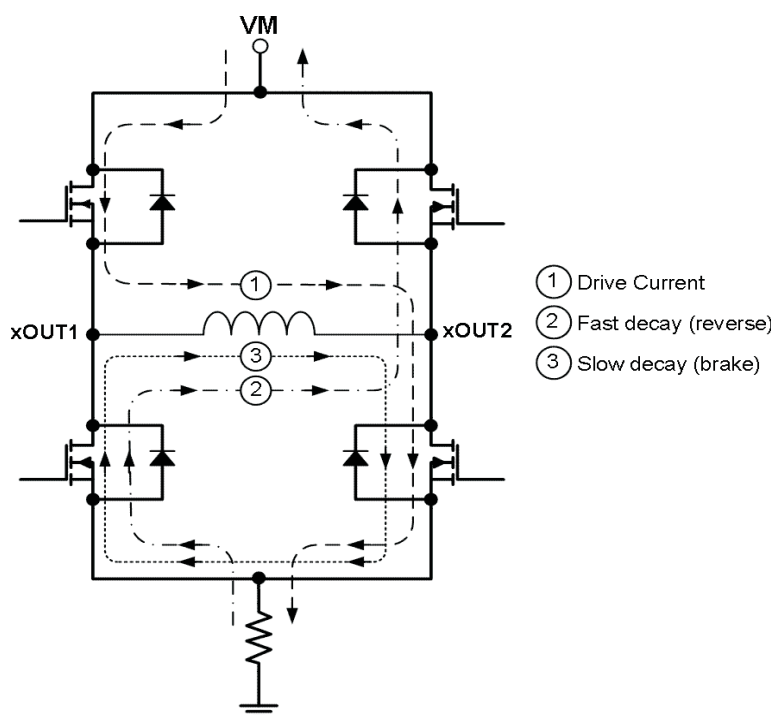 VM
1
xOUT1
xOUT2
3
2
1 Drive Current
2 Fast decay (reverse)
3 Slow decay (brake)